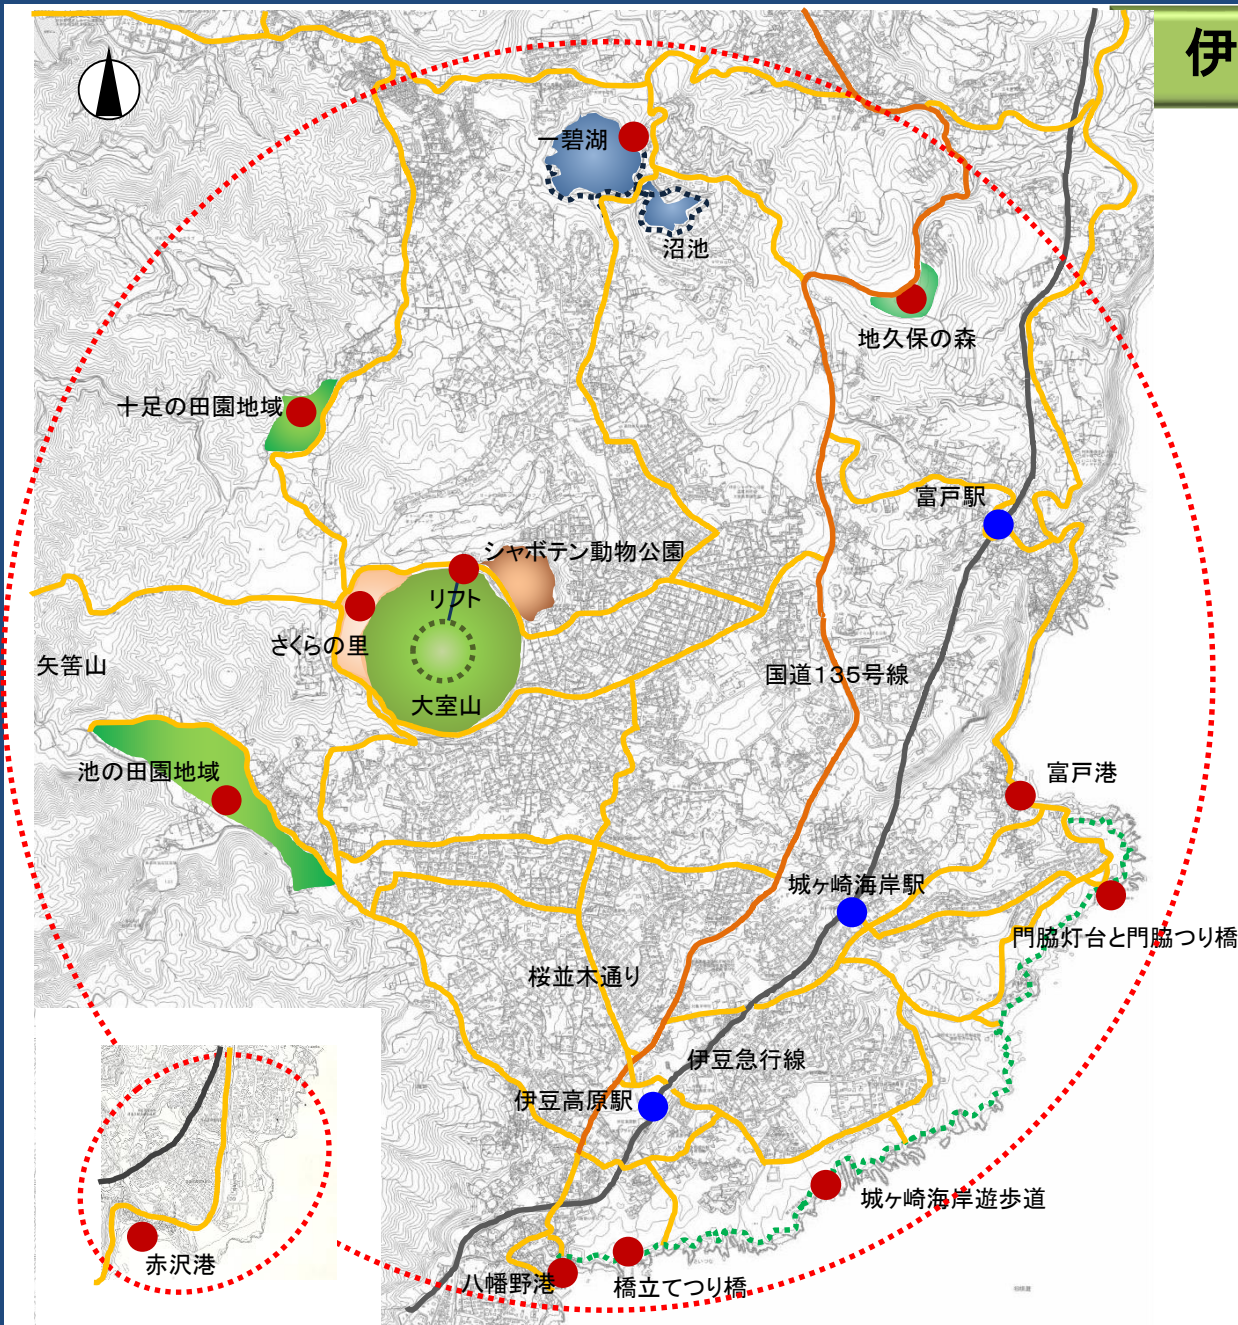 伊
一碧湖
沼池
地久保の森
十足の田園地域
富戸駅
シャボテン動物公園
リフト
さくらの里
矢筈山
国道135号線
大室山
池の田園地域
富戸港
城ヶ崎海岸駅
門脇灯台と門脇つり橋
桜並木通り
伊豆急行線
伊豆高原駅
城ヶ崎海岸遊歩道
赤沢港
八幡野港
橋立てつり橋